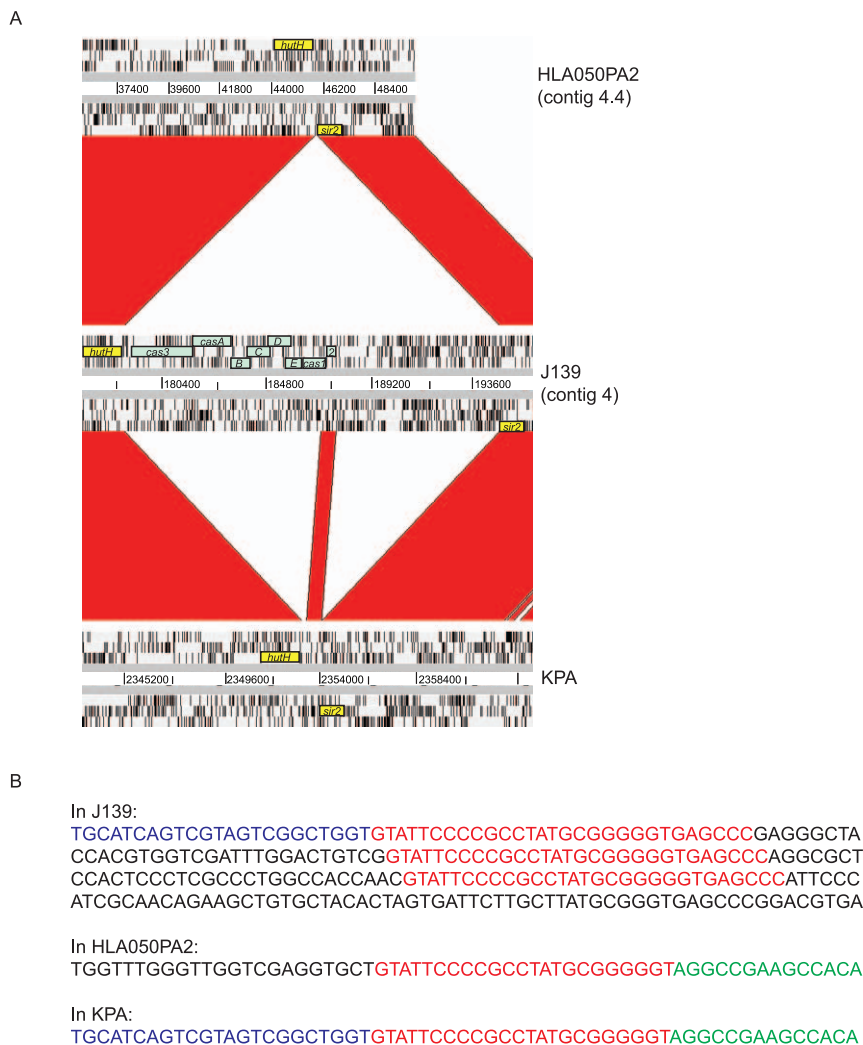 A
hutH
HLA050PA2
(contig 4.4)
37400 39600 41800 44000 46200 48400
sir2
casA D
hutH cas3 C 2
B E cas1
J139
(contig 4)
180400 184800 189200 193600
sir2
hutH
KPA
2345200 2349600 2354000 2358400
sir2
B
In J139:
TGCATCAGTCGTAGTCGGCTGGTGTATTCCCCGCCTATGCGGGGGTGAGCCCGAGGGCTA
CCACGTGGTCGATTTGGACTGTCGGTATTCCCCGCCTATGCGGGGGTGAGCCCAGGCGCT
CCACTCCCTCGCCCTGGCCACCAACGTATTCCCCGCCTATGCGGGGGTGAGCCCATTCCC
ATCGCAACAGAAGCTGTGCTACACTAGTGATTCTTGCTTATGCGGGTGAGCCCGGACGTGA
In HLA050PA2:
TGGTTTGGGTTGGTCGAGGTGCTGTATTCCCCGCCTATGCGGGGGTAGGCCGAAGCCACA
In KPA:
TGCATCAGTCGTAGTCGGCTGGTGTATTCCCCGCCTATGCGGGGGTAGGCCGAAGCCACA